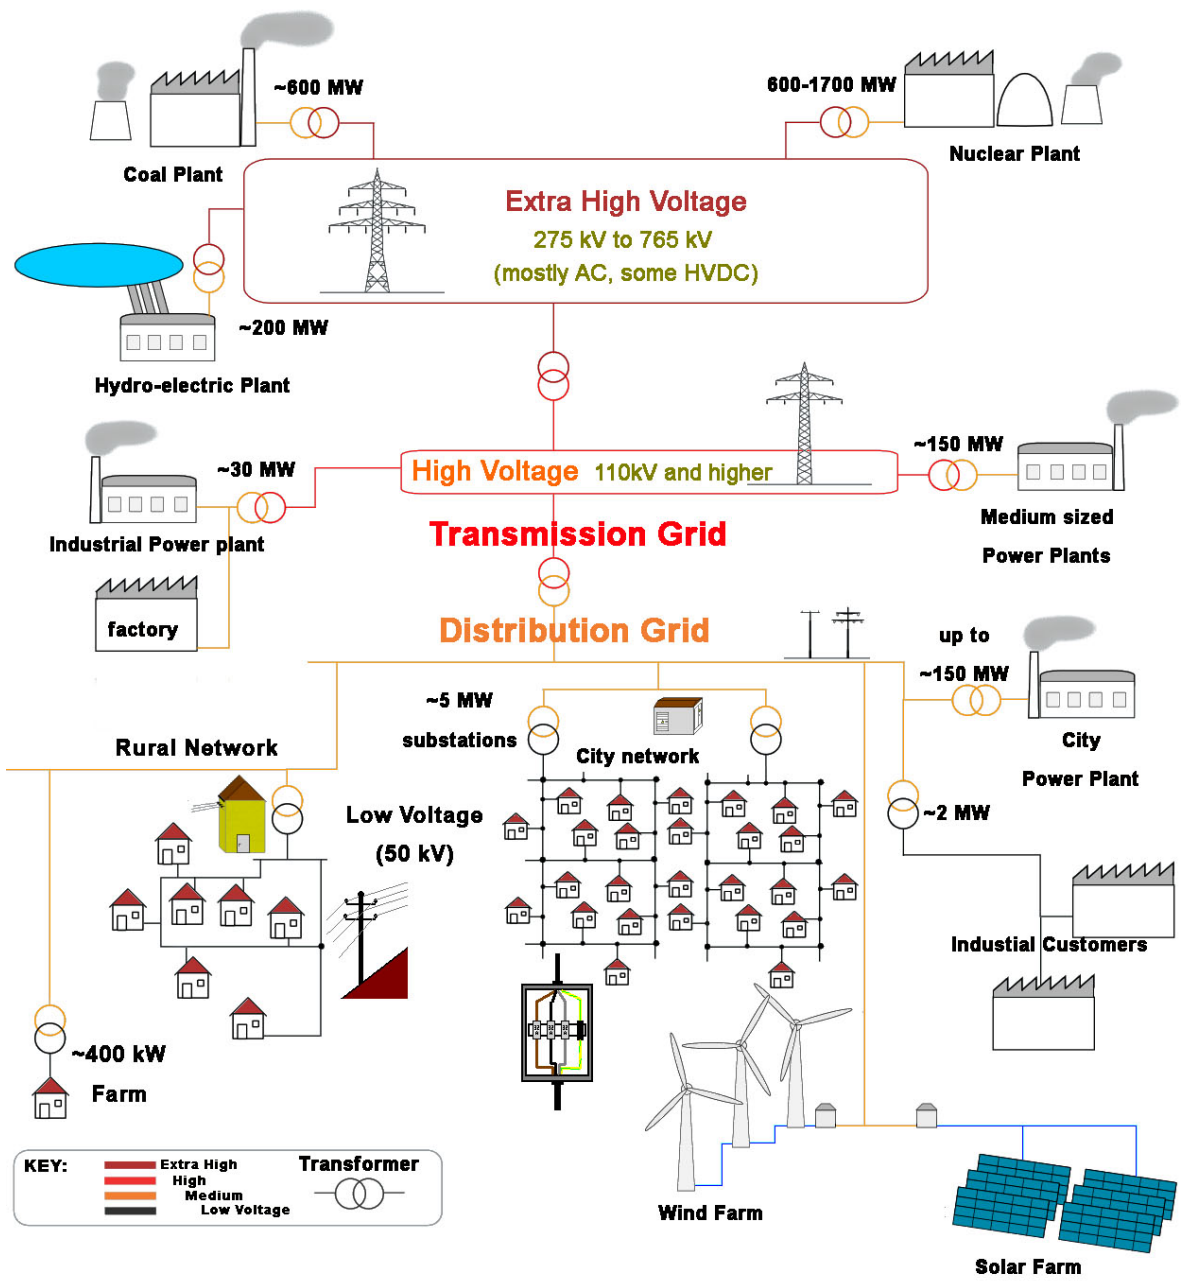 ~600 MW
600-1700 MW
Coal Plant
Nuclear Plant
Extra High Voltage
275 kV to 765 kV
(mostly AC, some HVDC)
~200 MW
Hydro-electric Plant
~30 MW
High Voltage 110kV and higher
~150 MW
Industrial Power plant
Transmission Grid
Medium sized
Power Plants
factory
Distribution Grid
up to
~150 MW
~5 MW
substations
Rural Network
City network
City
Power Plant
Low Voltage
(50 kV)
~2 MW
Industial Customers
~400 kW
Farm
KEY:
Extra High
High
Medium
Low Voltage
Transformer
Wind Farm
Solar Farm